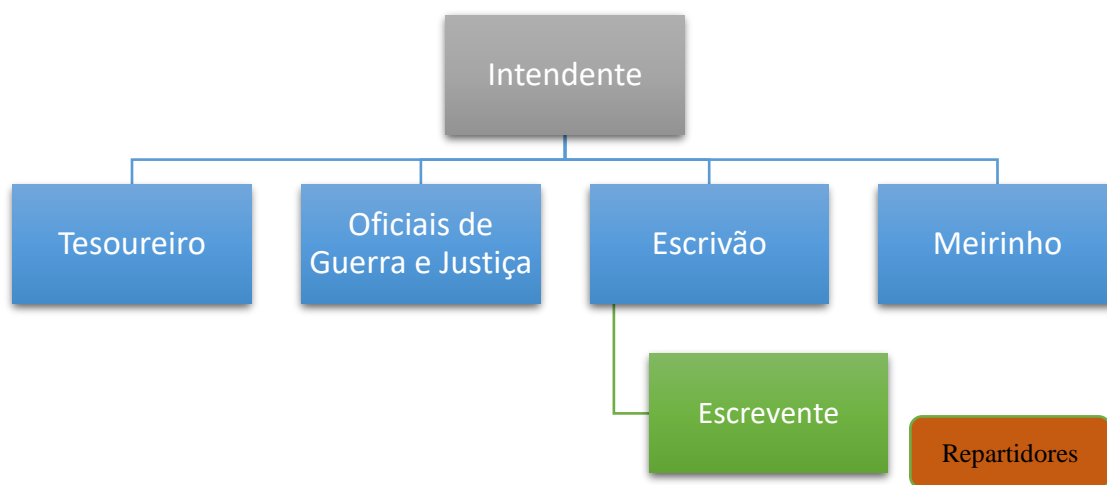 Intendente
Tesoureiro
Oficiais de
Guerra e Justiça
Escrivão
Meirinho
Escrevente
Repartidores